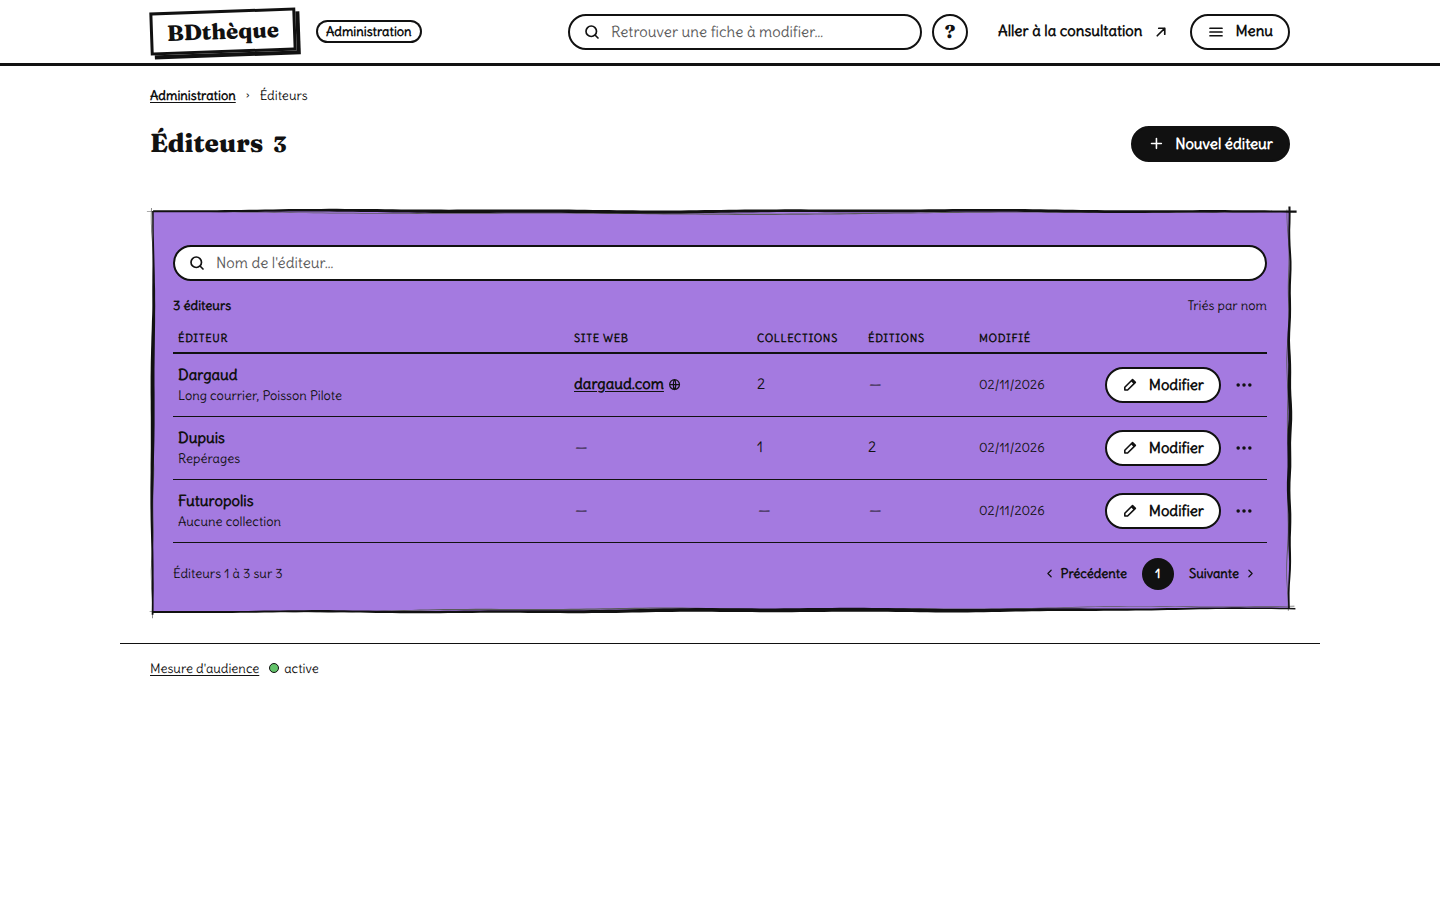 BDthèque
Administration
Retrouver une fiche à modifier...
?
Aller à la consultation
Menu
Administration › Éditeurs
Éditeurs 3
Nouvel éditeur
Nom de l'éditeur...
3 éditeurs
Triés par nom
ÉDITEUR SITE WEB COLLECTIONS ÉDITIONS MODIFIÉ
Dargaud
Long courrier, Poisson Pilote
dargaud.com 2 — 02/11/2026 Modifier
Dupuis
Repérages
— 1 2 02/11/2026 Modifier
Futuropolis
Aucune collection
— — — 02/11/2026 Modifier
Éditeurs 1 à 3 sur 3
Précédente 1 Suivante
Mesure d'audience active